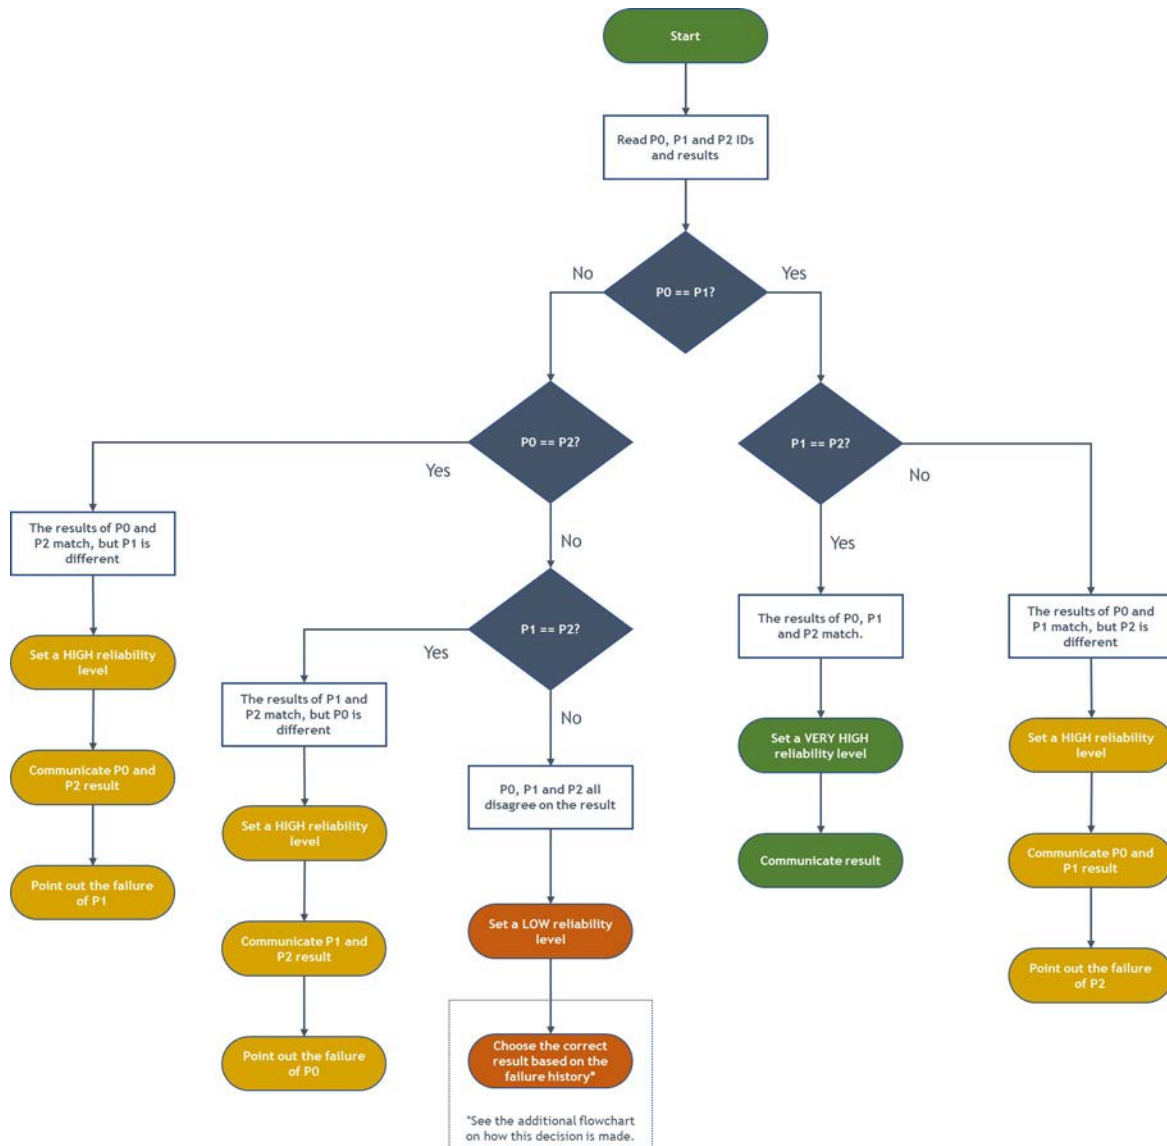 Start
Read P0, P1 and P2 IDs
and results
No
Yes
P0 == P1?
P0 == P2?
Yes
No
P1 == P2?
No
Yes
The results of P0 and
P2 match, but P1 is
different
Set a HIGH reliability
level
Communicate P0 and
P2 result
Point out the failure
of P1
P1 == P2?
Yes
No
The results of P1 and
P2 match, but P0 is
different
Set a HIGH reliability
level
Communicate P1 and
P2 result
Point out the failure
of P0
P0, P1 and P2 all
disagree on the result
Set a LOW reliability
level
Choose the correct
result based on the
failure history*
*See the additional flowchart
on how this decision is made.
The results of P0, P1
and P2 match.
Set a VERY HIGH
reliability level
Communicate result
The results of P0 and
P1 match, but P2 is
different
Set a HIGH reliability
level
Communicate P0 and
P1 result
Point out the failure
of P2